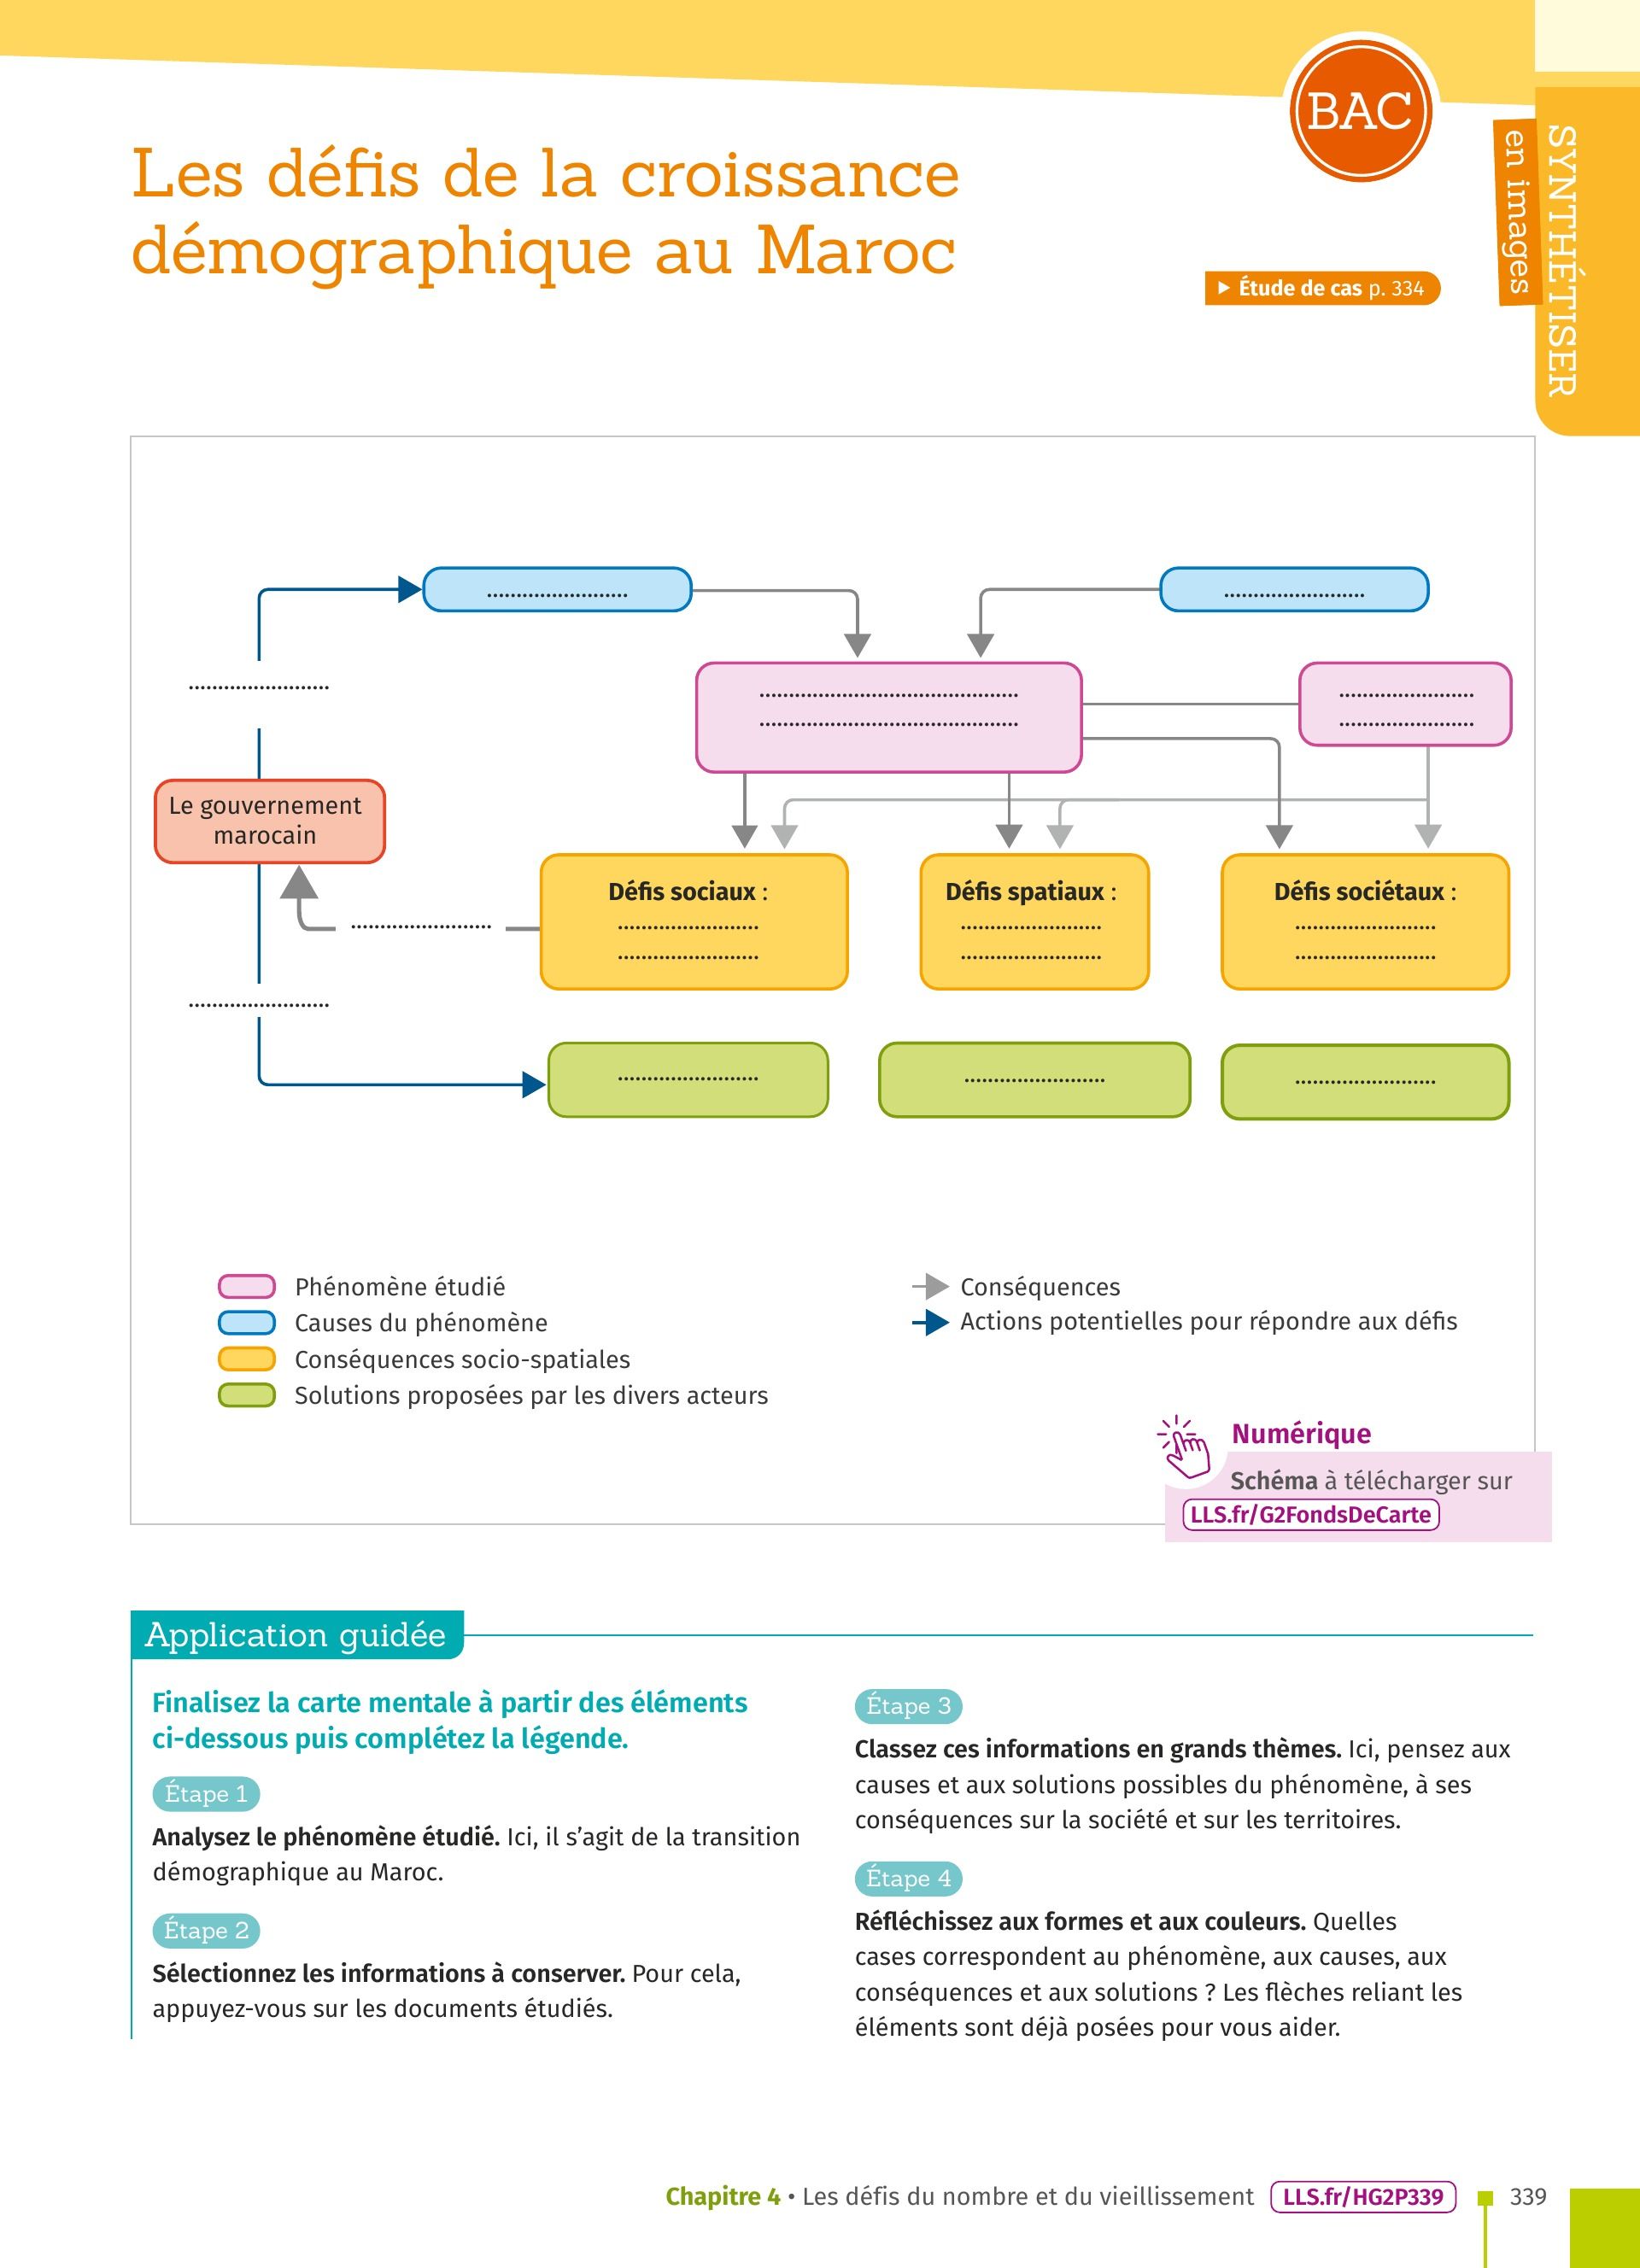 BAC
SYNTHÉTISER
en images
Les défis de la croissance
démographique au Maroc
Étude de cas p. 334
........................
........................
........................
............................................
............................................
........................
........................
Le gouvernement
marocain
Défis sociaux :
........................
........................
Défis spatiaux :
........................
........................
Défis sociétaux :
........................
........................
........................
........................
........................
........................
........................
Phénomène étudié
Causes du phénomène
Conséquences socio-spatiales
Solutions proposées par les divers acteurs
Conséquences
Actions potentielles pour répondre aux défis
Numérique
Schéma à télécharger sur
LLS.fr/G2FondsDeCarte
Application guidée
Finalisez la carte mentale à partir des éléments
ci-dessous puis complétez la légende.
Étape 1
Analysez le phénomène étudié. Ici, il s’agit de la transition
démographique au Maroc.
Étape 2
Sélectionnez les informations à conserver. Pour cela,
appuyez-vous sur les documents étudiés.
Étape 3
Classez ces informations en grands thèmes. Ici, pensez aux
causes et aux solutions possibles du phénomène, à ses
conséquences sur la société et sur les territoires.
Étape 4
Réfléchissez aux formes et aux couleurs. Quelles
cases correspondent au phénomène, aux causes, aux
conséquences et aux solutions ? Les flèches reliant les
éléments sont déjà posées pour vous aider.
Chapitre 4 • Les défis du nombre et du vieillissement LLS.fr/HG2P339 339